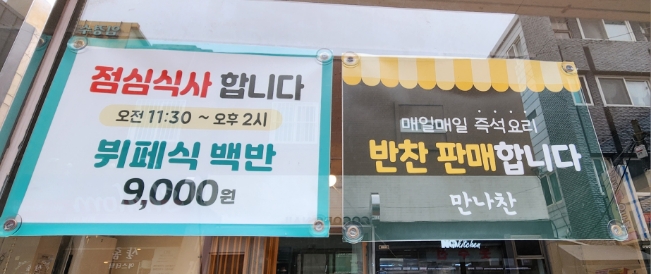 점심식사 합니다
오전 11:30 ~ 오후 2시
뷔페식 백반
9,000원
매일매일 즉석요리
반찬 판매합니다
만나찬